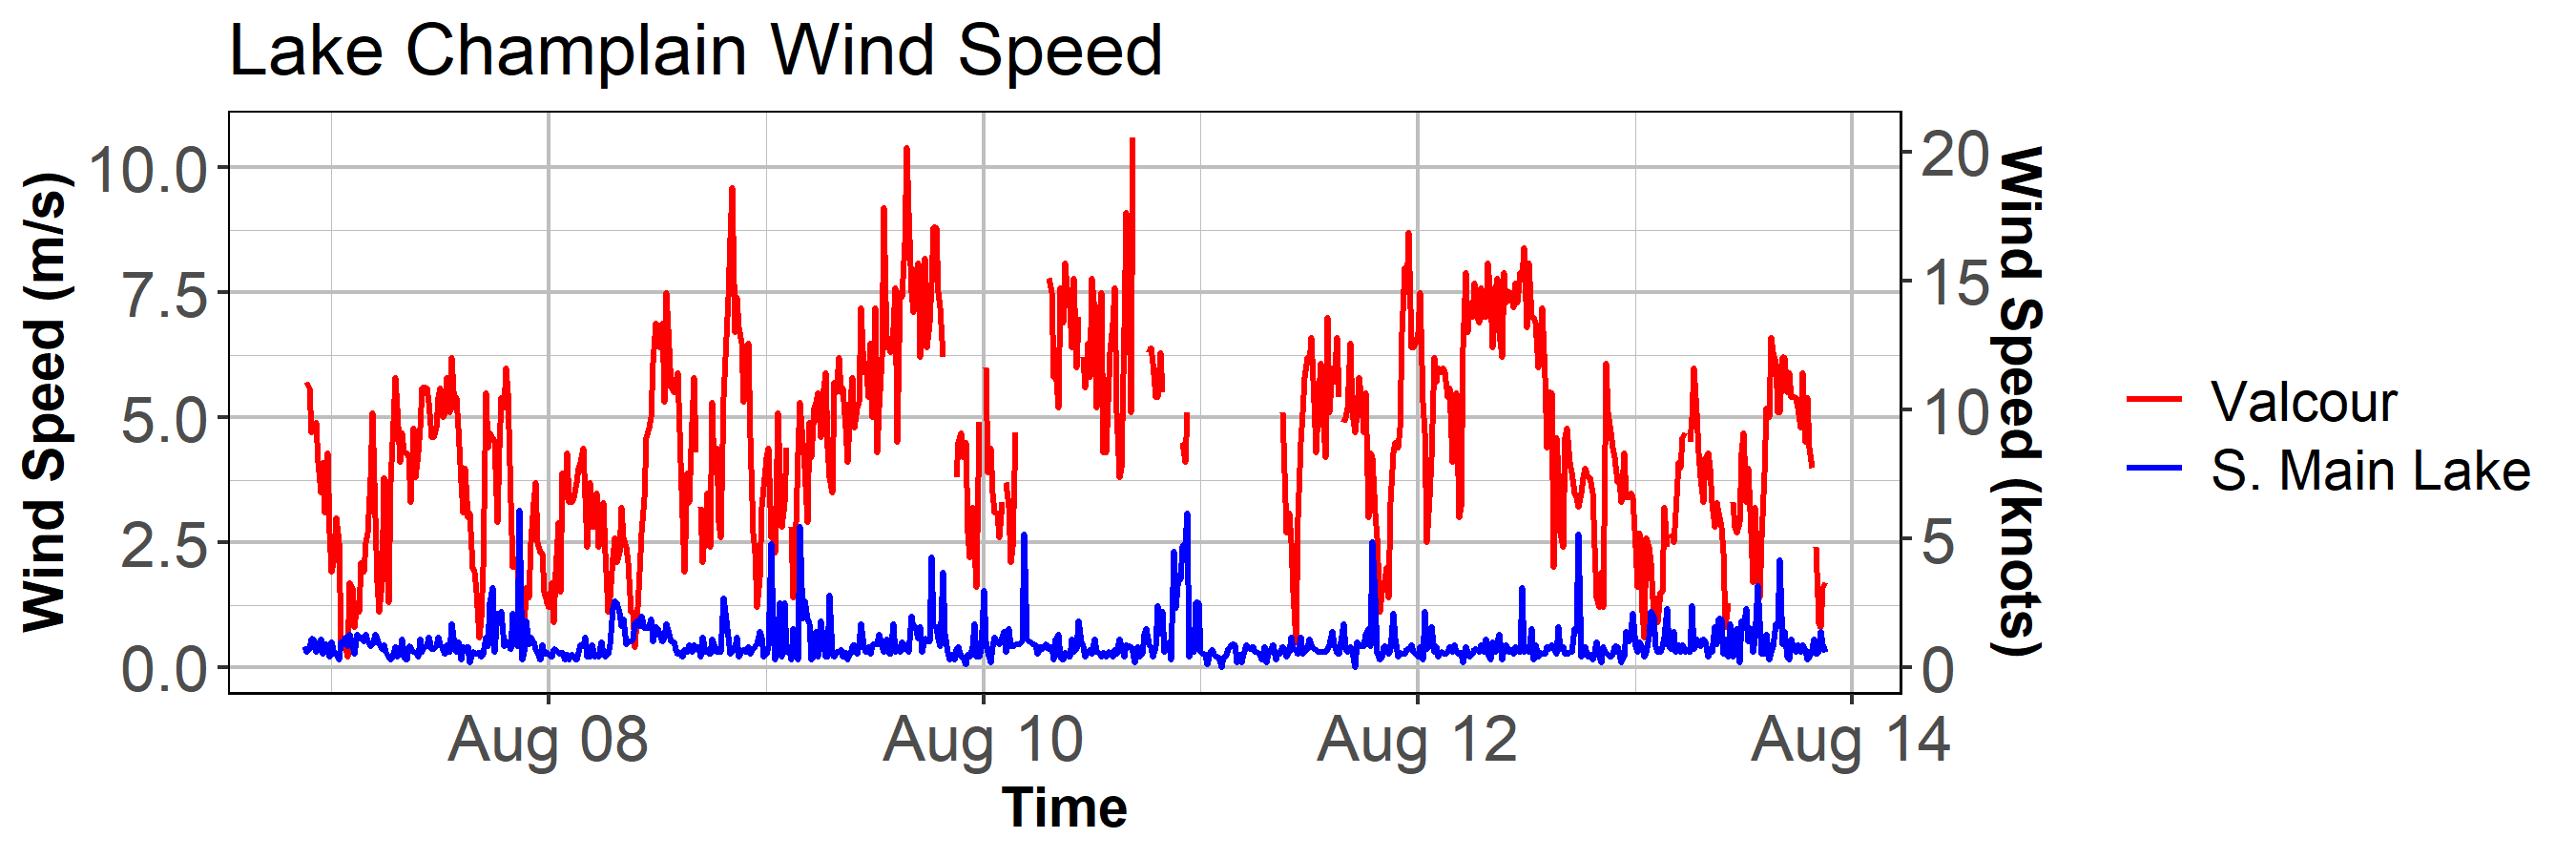 Lake Champlain Wind Speed
Wind Speed (m/s)
10.0
7.5
5.0
2.5
0.0
20
15
10
5
0
Wind Speed (knots)
Aug 08
Aug 10
Aug 12
Aug 14
Time
Valcour
S. Main Lake